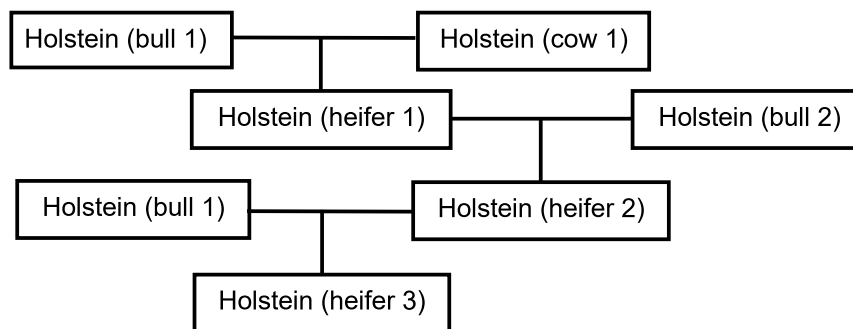 Holstein (bull 1)
Holstein (cow 1)
Holstein (heifer 1)
Holstein (bull 2)
Holstein (bull 1)
Holstein (heifer 2)
Holstein (heifer 3)